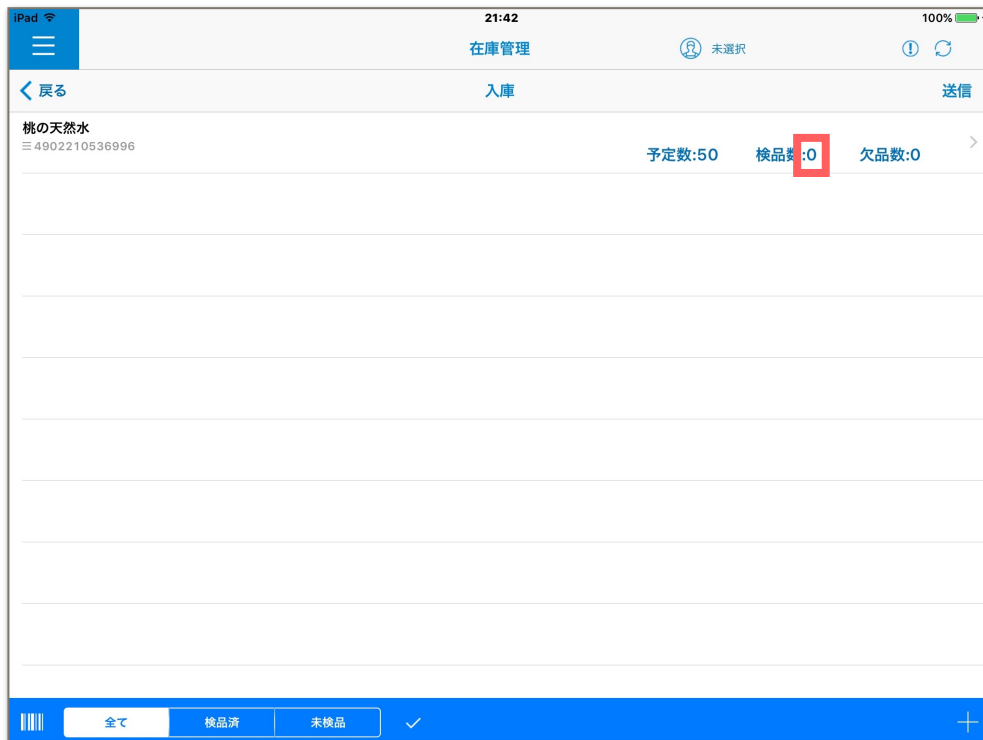 iPad 21:42 100%
在庫管理 未選択
戻る 入庫 送信
桃の天然水
4902210536996
予定数:50 検品数:0 欠品数:0
全て 検品済 未検品